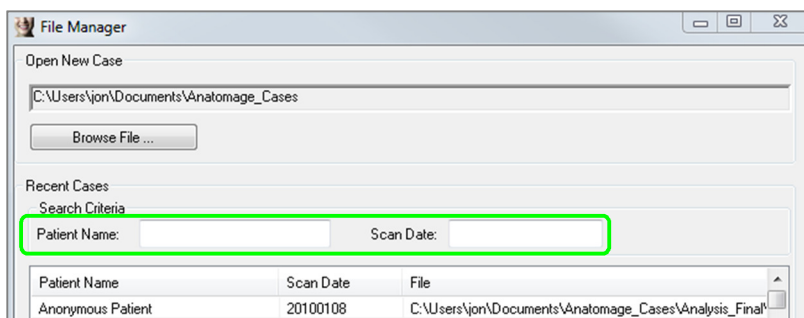 File Manager
Open New Case
C:\Users\jon\Documents\Anatomage_Cases
Browse File ...
Recent Cases
Search Criteria
Patient Name: Scan Date:
Patient Name Scan Date File
Anonymous Patient 20100108 C:\Users\jon\Documents\Anatomage_Cases\Analysis_Final\